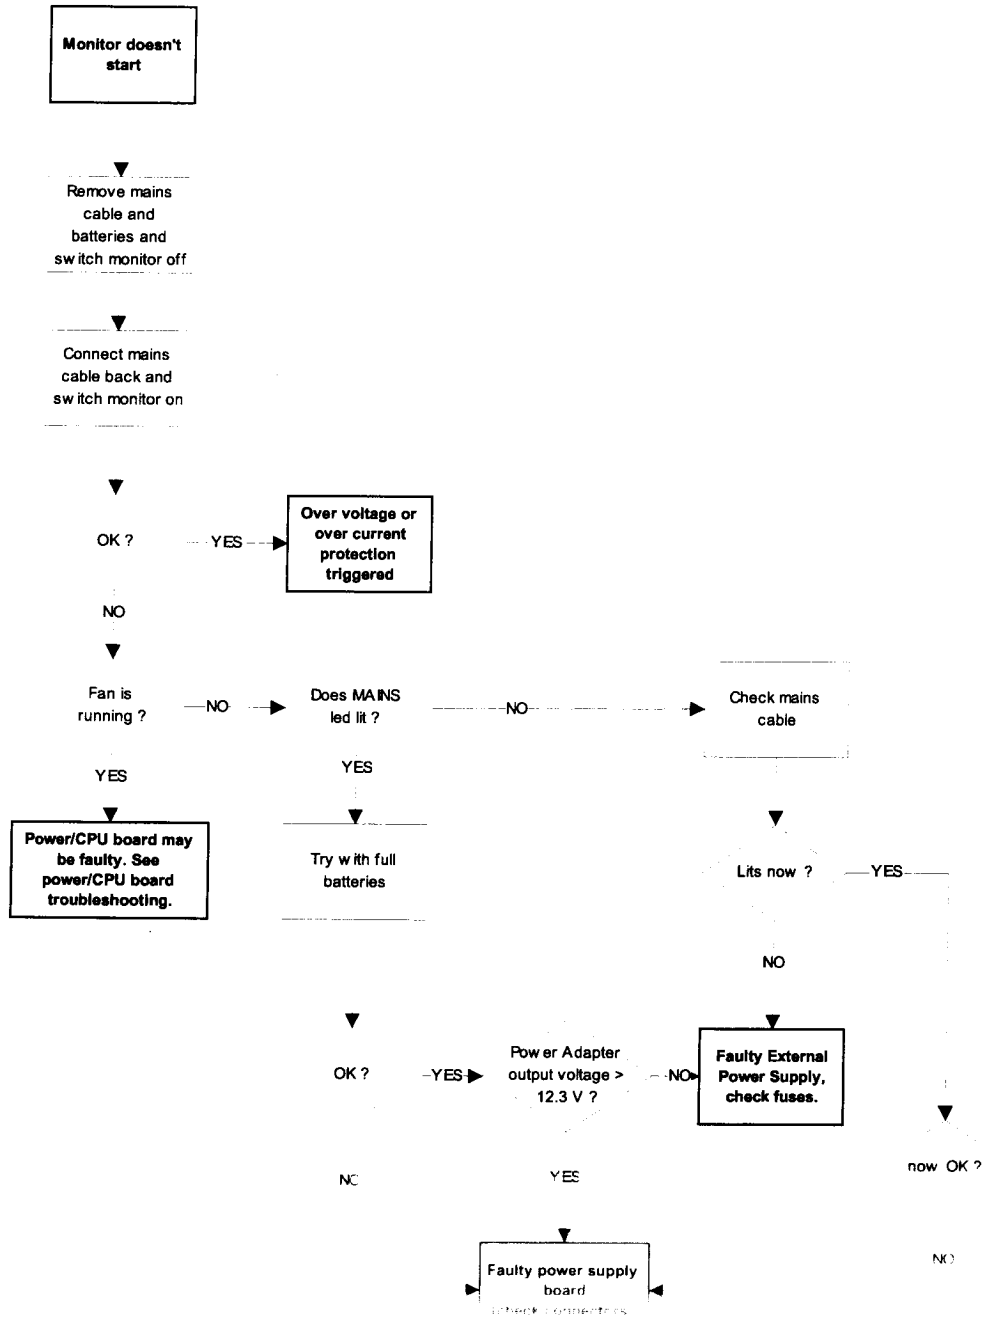 Monitor doesn't
start
Remove mains
cable and
batteries and
switch monitor off
Connect mains
cable back and
switch monitor on
OK ?
YES
Over voltage or
over current
protection
triggered
NO
Fan is
running ?
NO
Does MAINS
led lit ?
NO
Check mains
cable
YES
YES
Power/CPU board may
be faulty. See
power/CPU board
troubleshooting.
Try with full
batteries
Lits now ?
YES
NO
OK ?
YES
Power Adapter
output voltage >
12.3 V ?
NO
Faulty External
Power Supply,
check fuses.
now OK ?
NO
YES
NO
Faulty power supply
board
(check connectors